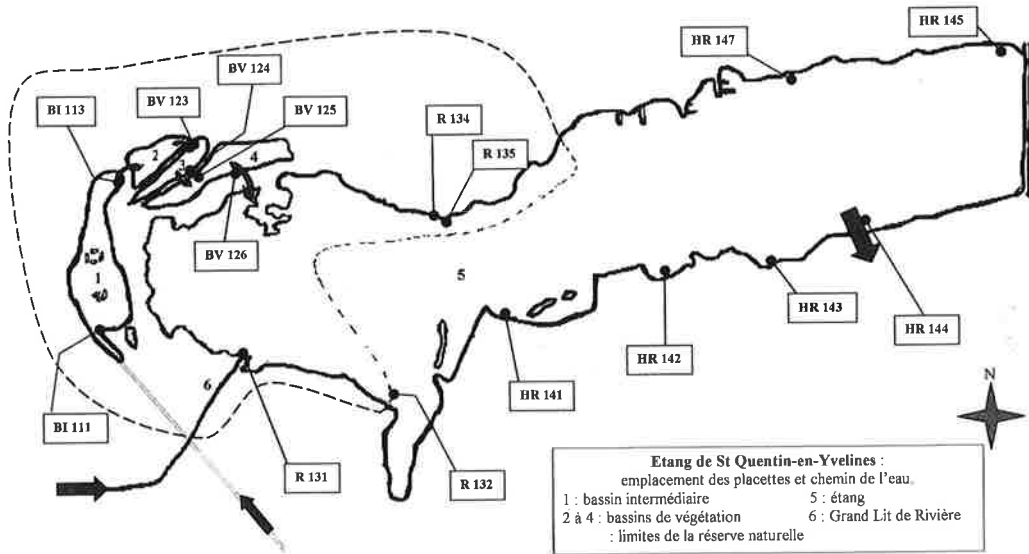 HR 145
HR 147
BV 124
BV 123
BI 113
BV 125
R 134
R 135
2
3
4
BV 126
1
5
HR 144
HR 143
HR 142
HR 141
N
6
BI 111
R 131
R 132
Etang de St Quentin-en-Yvelines :
emplacement des placettes et chemin de l'eau.
1 : bassin intermédiaire 5 : étang
2 à 4 : bassins de végétation 6 : Grand Lit de Rivière
: limites de la réserve naturelle